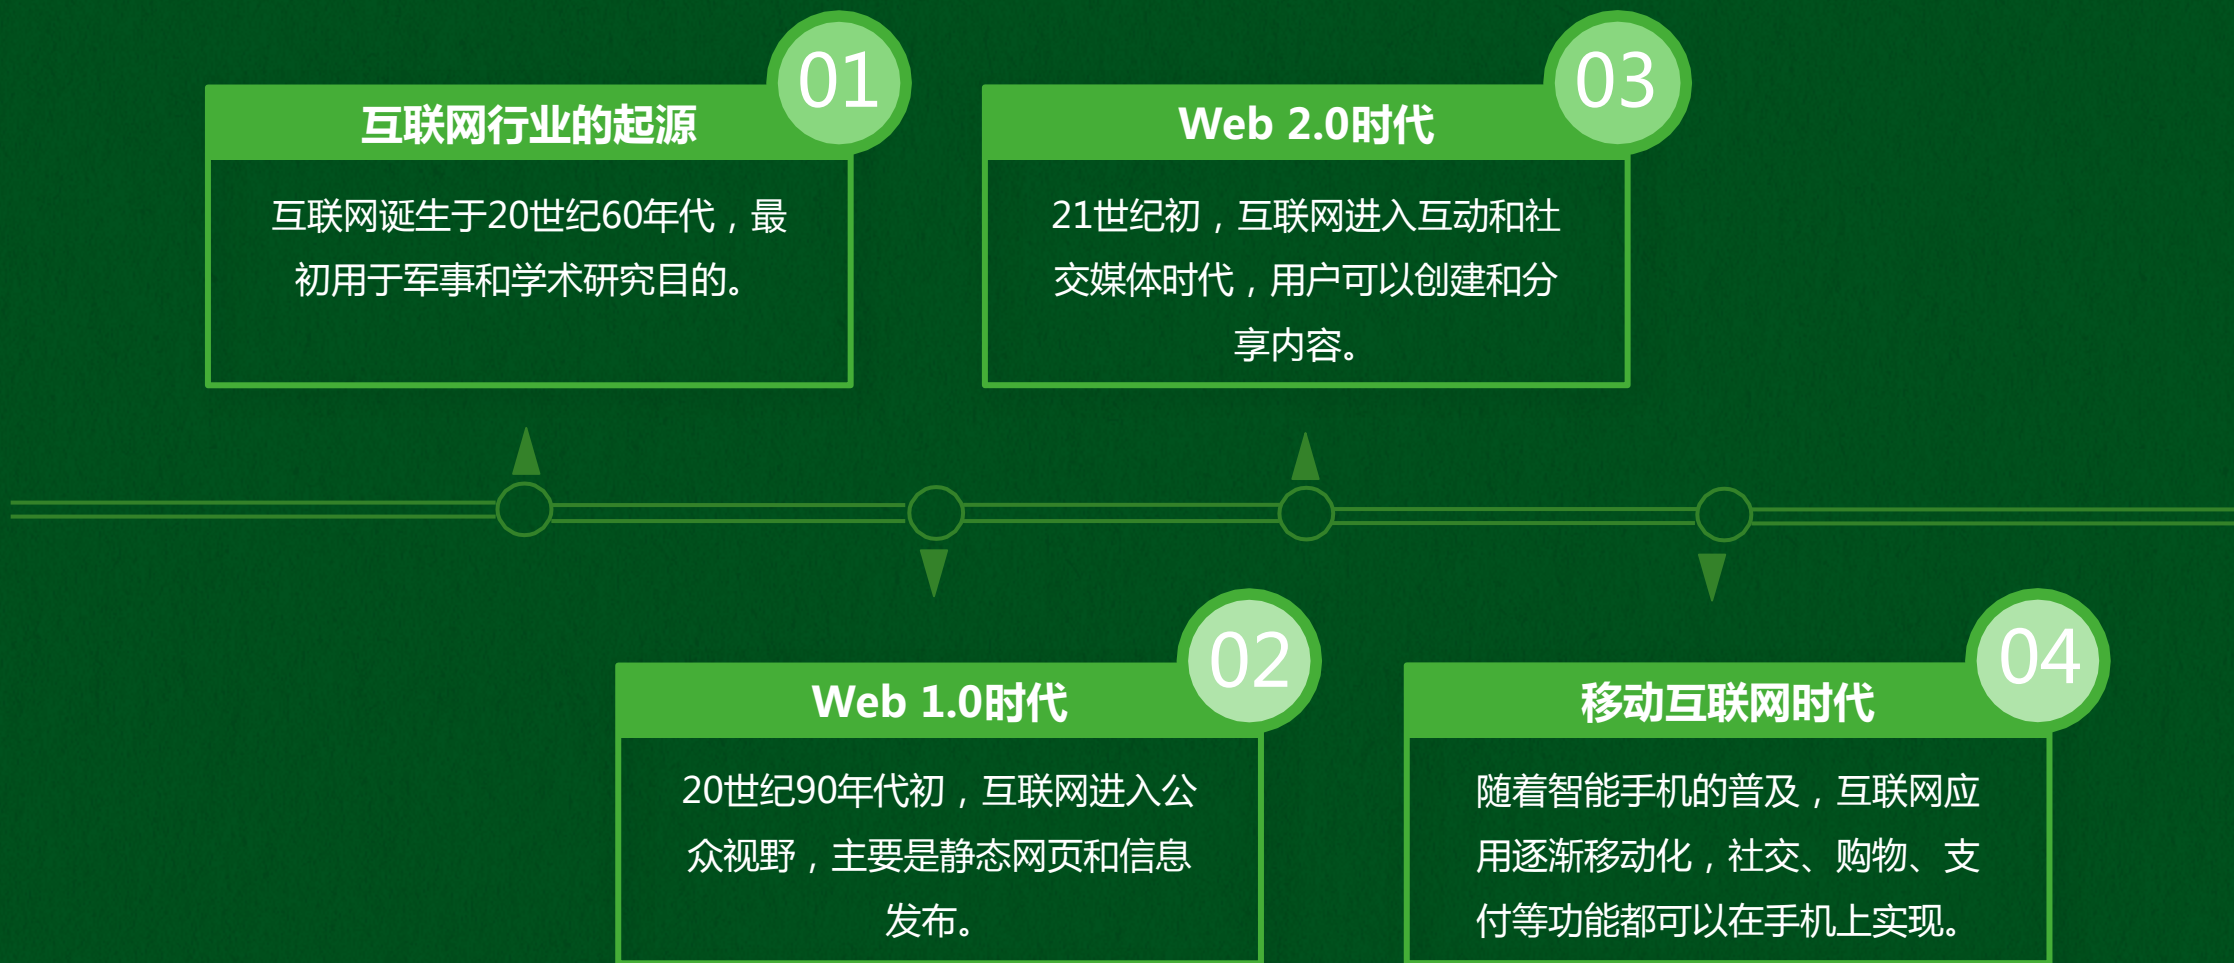 01
互联网行业的起源
互联网诞生于20世纪60年代，最
初用于军事和学术研究目的。
03
Web 2.0时代
21世纪初，互联网进入互动和社
交媒体时代，用户可以创建和分
享内容。
02
Web 1.0时代
20世纪90年代初，互联网进入公
众视野，主要是静态网页和信息
发布。
04
移动互联网时代
随着智能手机的普及，互联网应
用逐渐移动化，社交、购物、支
付等功能都可以在手机上实现。